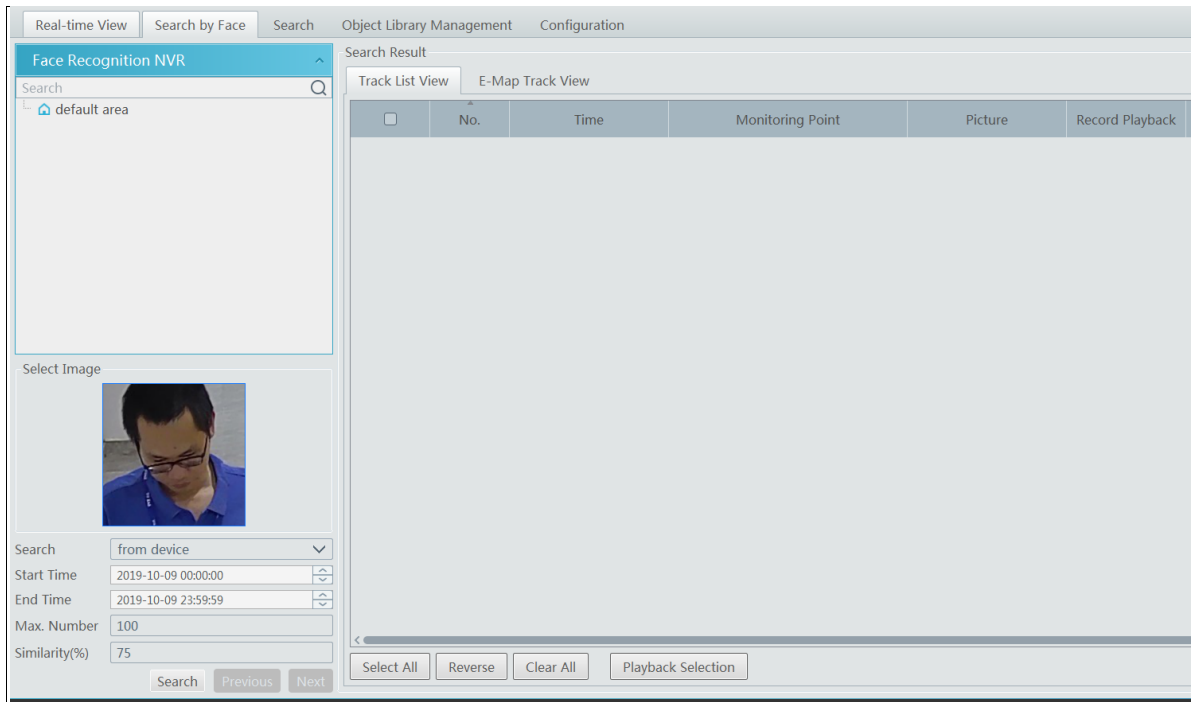 Real-time View Search by Face Search Object Library Management Configuration
Face Recognition NVR
Search
default area
Select Image
Search from device
Start Time 2019-10-09 00:00:00
End Time 2019-10-09 23:59:59
Max. Number 100
Similarity(%) 75
Search Previous Next
Search Result
Track List View E-Map Track View
No. Time Monitoring Point Picture Record Playback
Select All Reverse Clear All Playback Selection